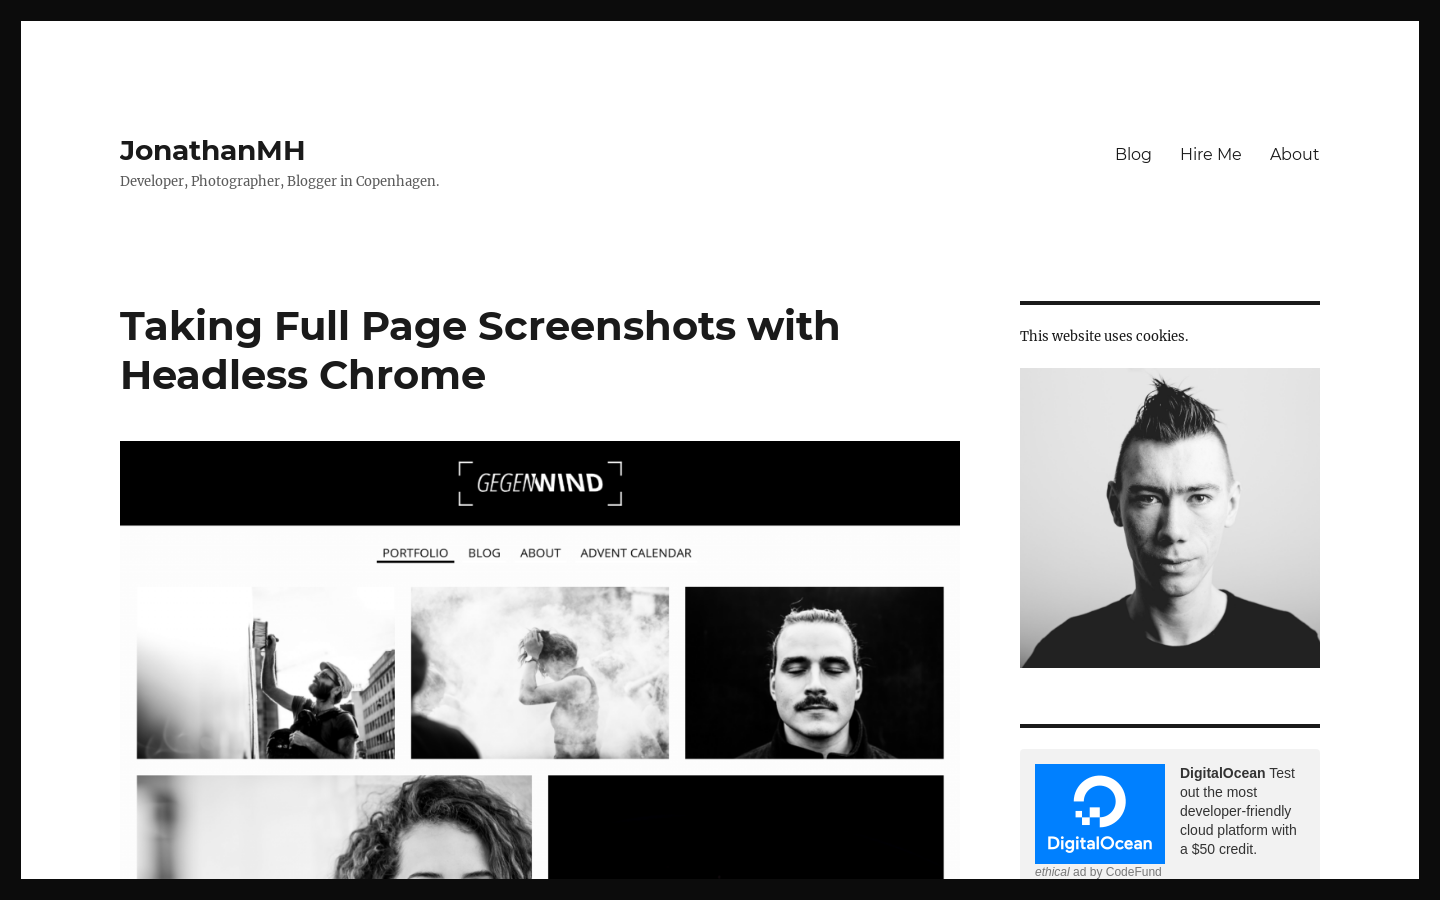 JonathanMH
Developer, Photographer, Blogger in Copenhagen.
Blog Hire Me About
Taking Full Page Screenshots with
Headless Chrome
GEGENWIND
PORTFOLIO BLOG ABOUT ADVENT CALENDAR
This website uses cookies.
DigitalOcean
DigitalOcean Test
out the most
developer-friendly
cloud platform with
a $50 credit.
ethical ad by CodeFund